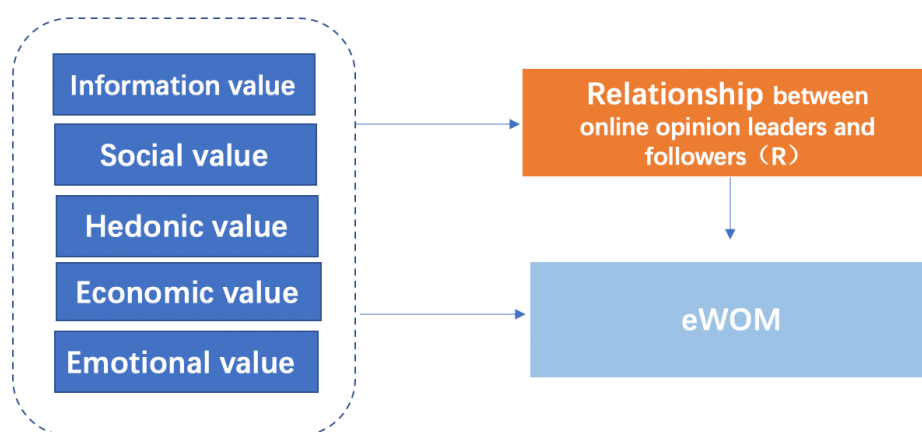 Information value
Social value
Hedonic value
Economic value
Emotional value
Relationship between
online opinion leaders and
followers（R）
eWOM